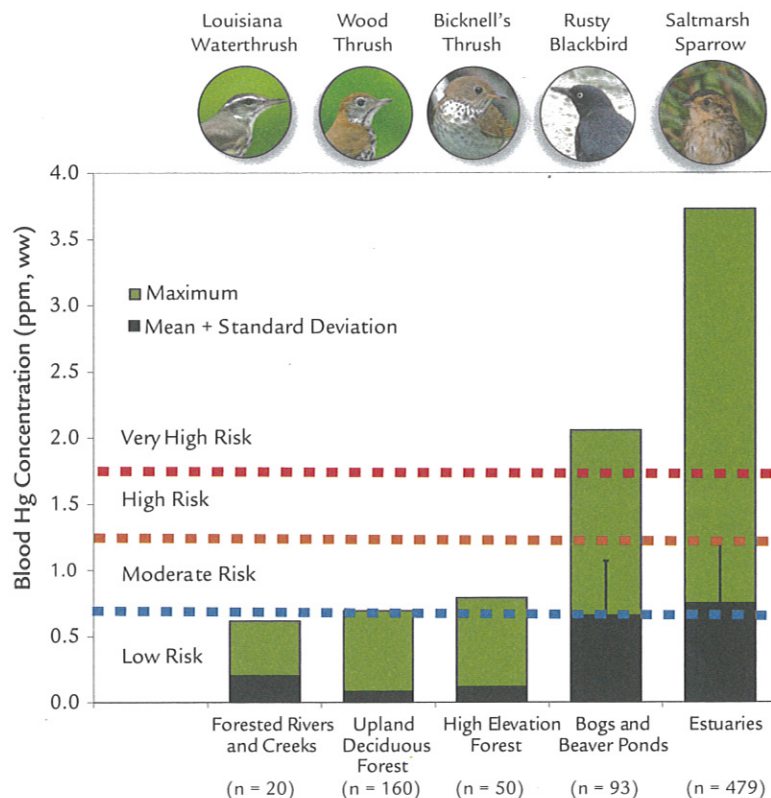 Louisiana Waterthrush
Wood Thrush
Bicknell's Thrush
Rusty Blackbird
Saltmarsh Sparrow
Blood Hg Concentration (ppm, ww)
4.0
3.5
3.0
2.5
2.0
1.5
1.0
0.5
0.0
Maximum
Mean + Standard Deviation
Very High Risk
High Risk
Moderate Risk
Low Risk
Forested Rivers
and Creeks
(n = 20)
Upland
Deciduous
Forest
(n = 160)
High Elevation
Forest
(n = 50)
Bogs and
Beaver Ponds
(n = 93)
Estuaries
(n = 479)